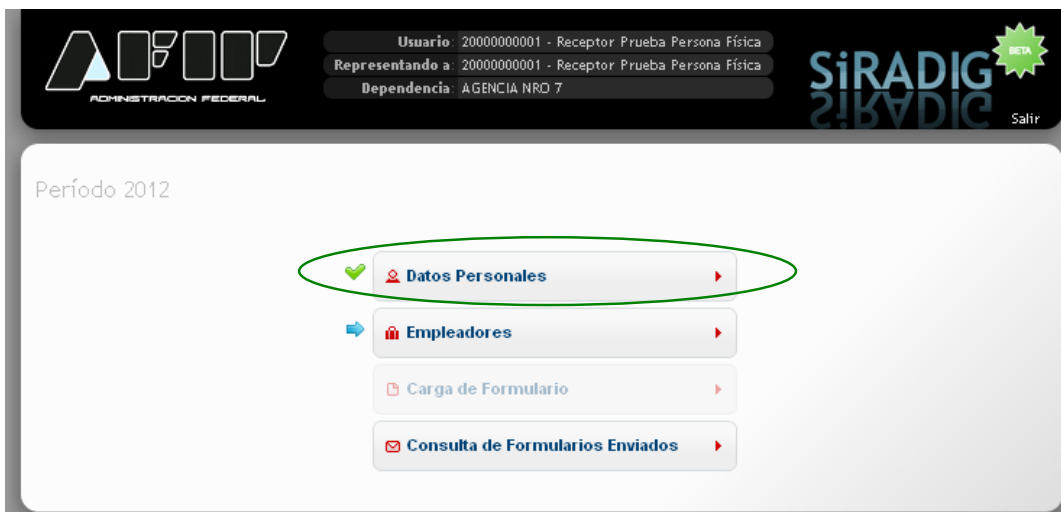 AFIP
ADMINISTRACION FEDERAL
Usuario: 20000000001 - Receptor Prueba Persona Física
Representando a: 20000000001 - Receptor Prueba Persona Física
Dependencia: AGENCIA NRO 7
SiRADIG
BETA
Salir
Período 2012
Datos Personales
Empleadores
Carga de Formulario
Consulta de Formularios Enviados